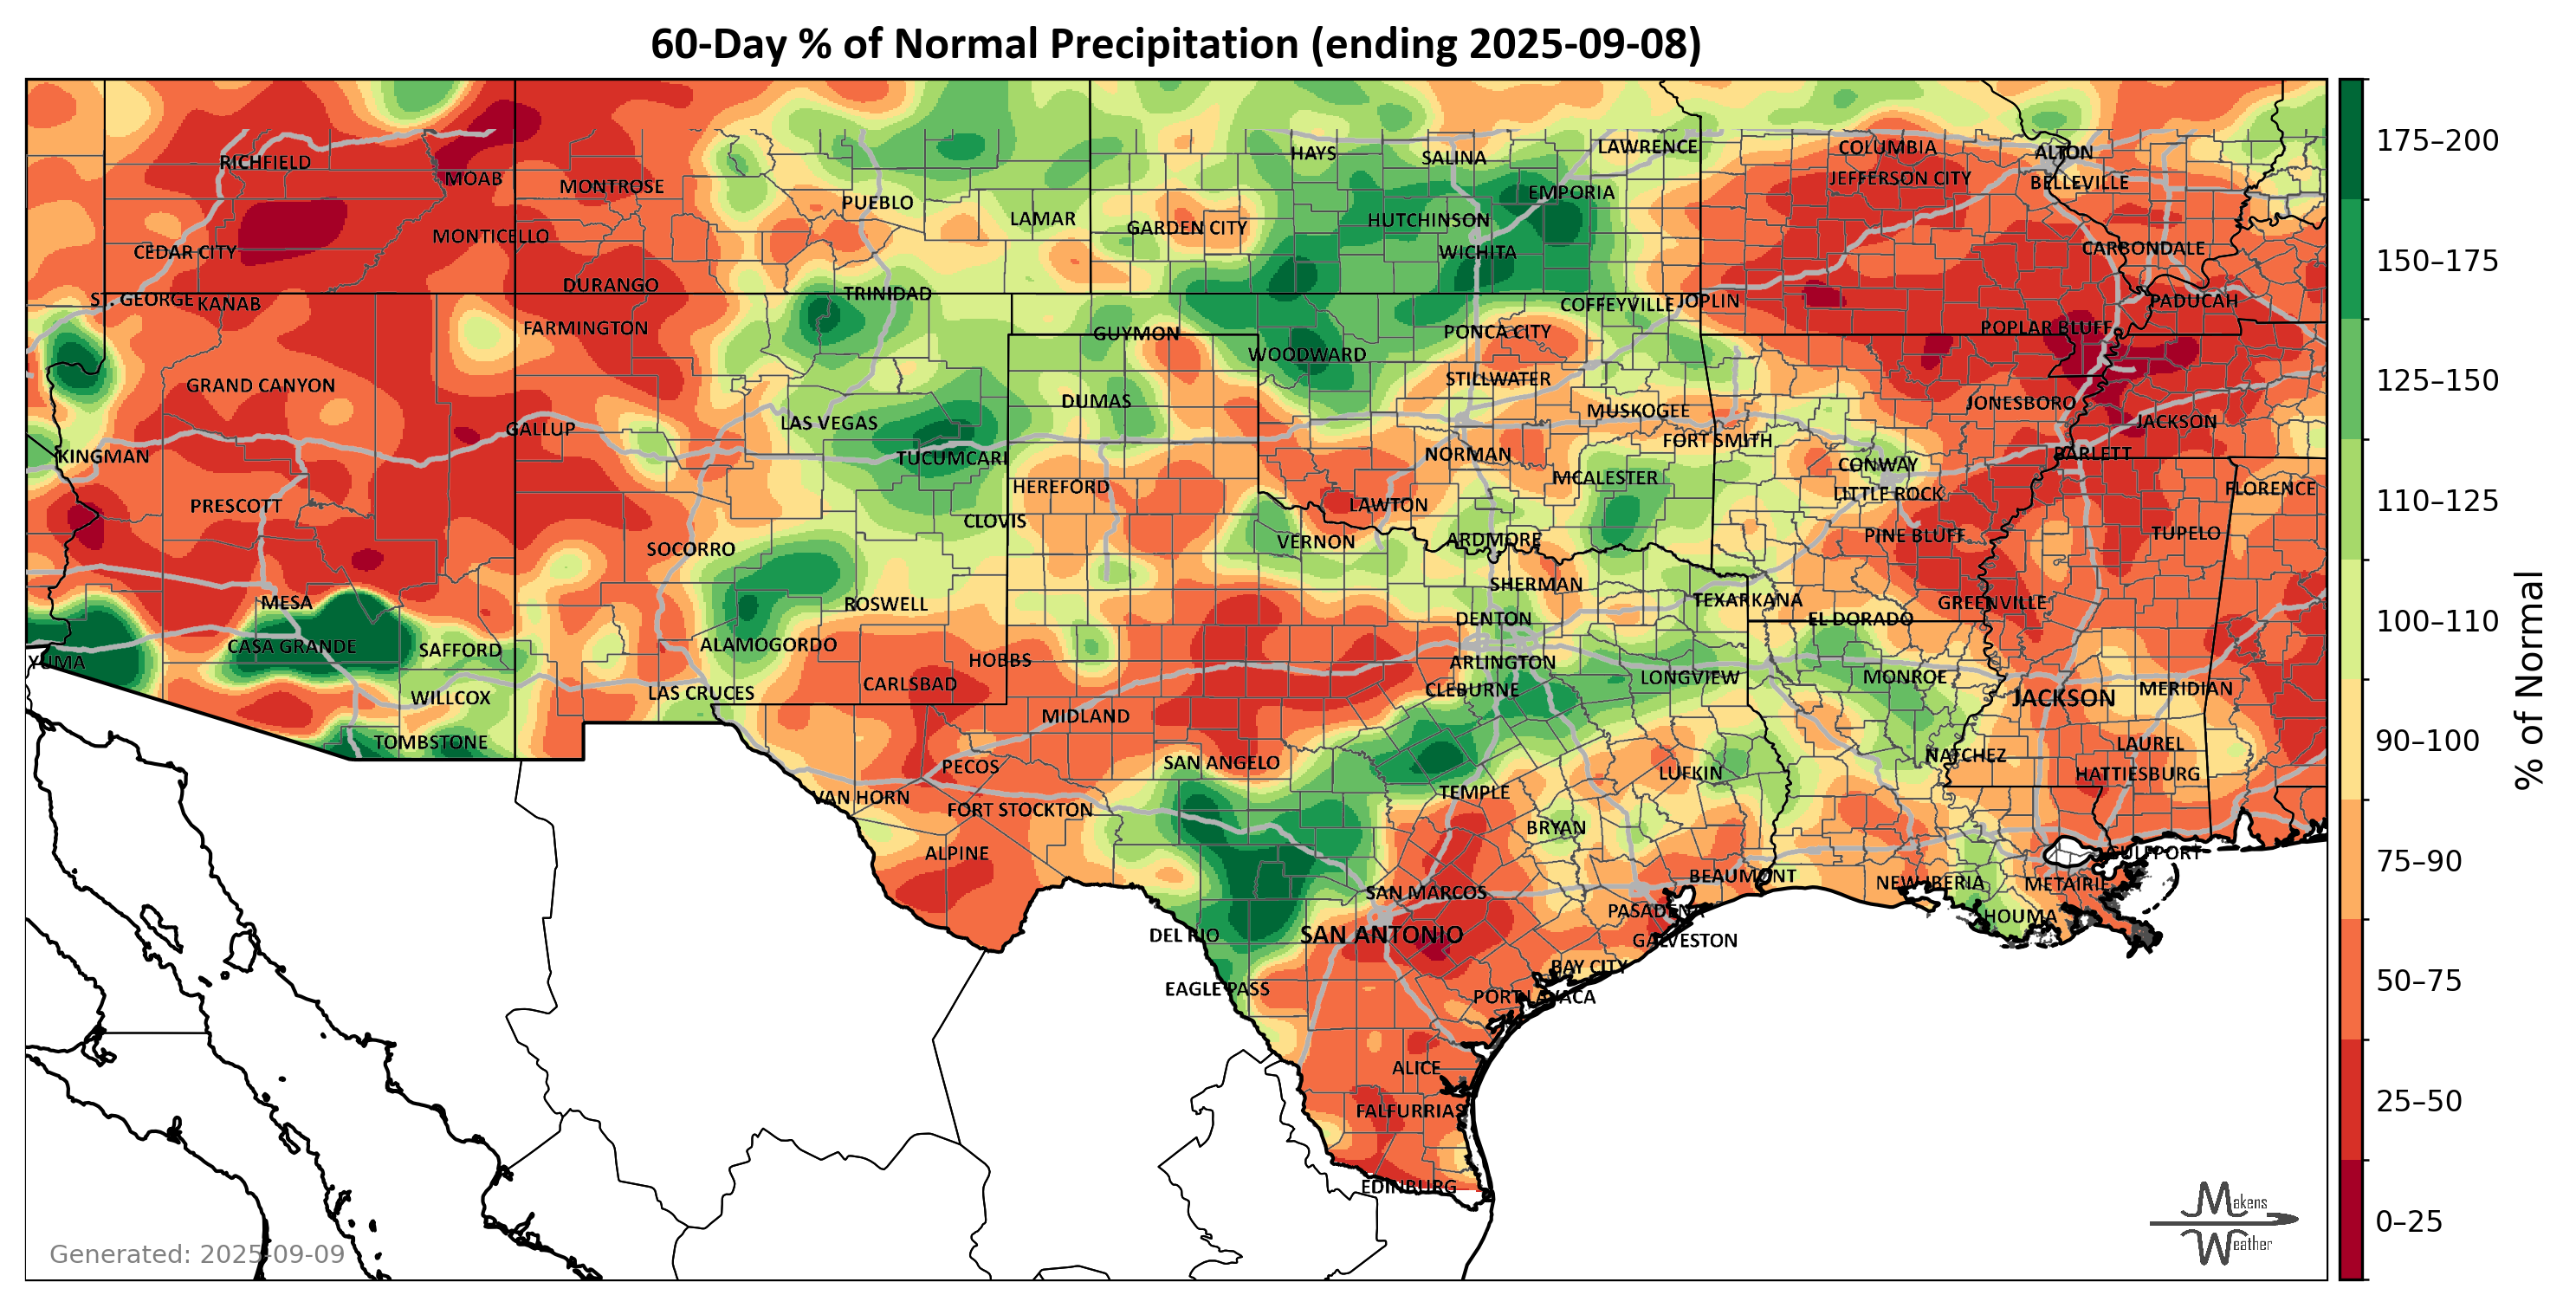 60-Day % of Normal Precipitation (ending 2025-09-08)
RICHFIELD
MOAB
MONTROSE
PUEBLO
LAMAR
HAYS
SALINA
LAWRENCE
COLUMBIA
ALTON
EMPORIA
JEFFERSON CITY
BELLEVILLE
CEDAR CITY
MONTICELLO
GARDEN CITY
HUTCHINSON
WICHITA
CARBONDALE
ST. GEORGE
KANAB
DURANGO
TRINIDAD
COFFEYVILLE
JOPLIN
PADUCAH
FARMINGTON
GUYMON
PONCA CITY
POPLAR BLUFF
WOODWARD
GRAND CANYON
STILLWATER
DUMAS
MUSKOGEE
JONESBORO
GALLUP
LAS VEGAS
FORT SMITH
JACKSON
KINGMAN
TUCUMCARI
NORMAN
CONWAY
BARLETT
HEREFORD
MCALESTER
LITTLE ROCK
FLORENCE
PRESCOTT
CLOVIS
LAWTON
PINE BLUFF
TUPELO
SOCORRO
VERNON
ARDMORE
SHERMAN
MESA
ROSWELL
TEXARKANA
GREENVILLE
DENTON
EL DORADO
CASA GRANDE
SAFFORD
ALAMOGORDO
YUMA
HOBBS
ARLINGTON
WILLCOX
LAS CRUCES
CARLSBAD
CLEBURNE
LONGVIEW
MONROE
JACKSON
MERIDIAN
MIDLAND
TOMBSTONE
PECOS
SAN ANGELO
NATCHEZ
LAUREL
VAN HORN
FORT STOCKTON
TEMPLE
LUFKIN
HATTIESBURG
BRYAN
ALPINE
GULFPORT
SAN MARCOS
BEAUMONT
NEW IBERIA
METAIRIE
PASADENA
HOUMA
DEL RIO
SAN ANTONIO
GALVESTON
EAGLE PASS
BAY CITY
PORT LAVACA
ALICE
FALFURRIAS
EDINBURG
Generated: 2025-09-09
Makens
Weather
175–200
150–175
125–150
110–125
100–110
90–100
75–90
50–75
25–50
0–25
% of Normal